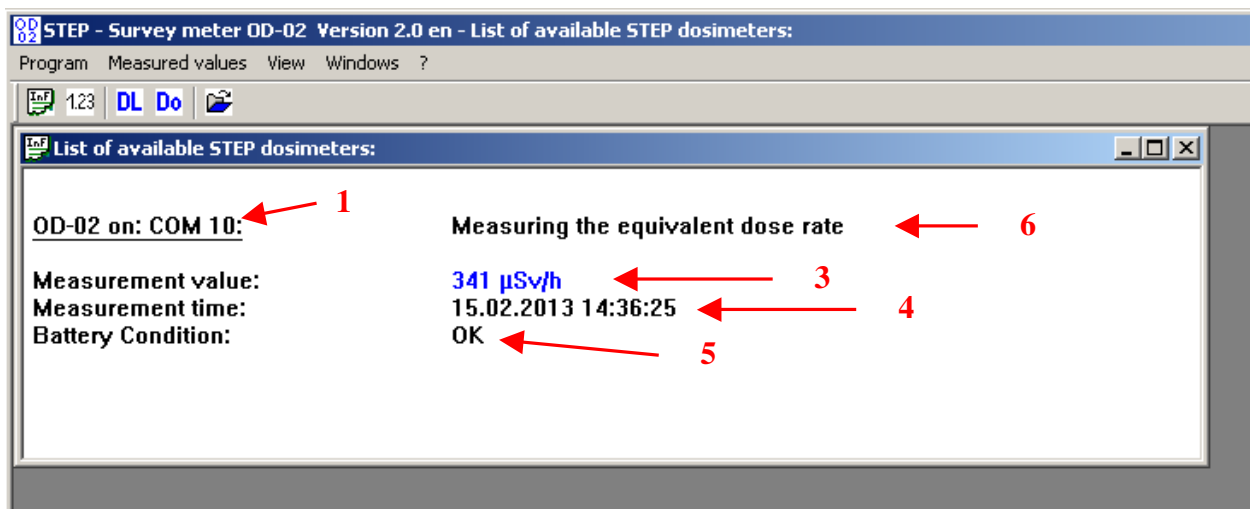 OD 02 STEP - Survey meter OD-02 Version 2.0 en - List of available STEP dosimeters:
Program Measured values View Windows ?
InF 1.23 DL Do
InF List of available STEP dosimeters:
1
OD-02 on: COM 10: Measuring the equivalent dose rate 6
Measurement value: 341 µSv/h 3
Measurement time: 15.02.2013 14:36:25 4
Battery Condition: OK 5